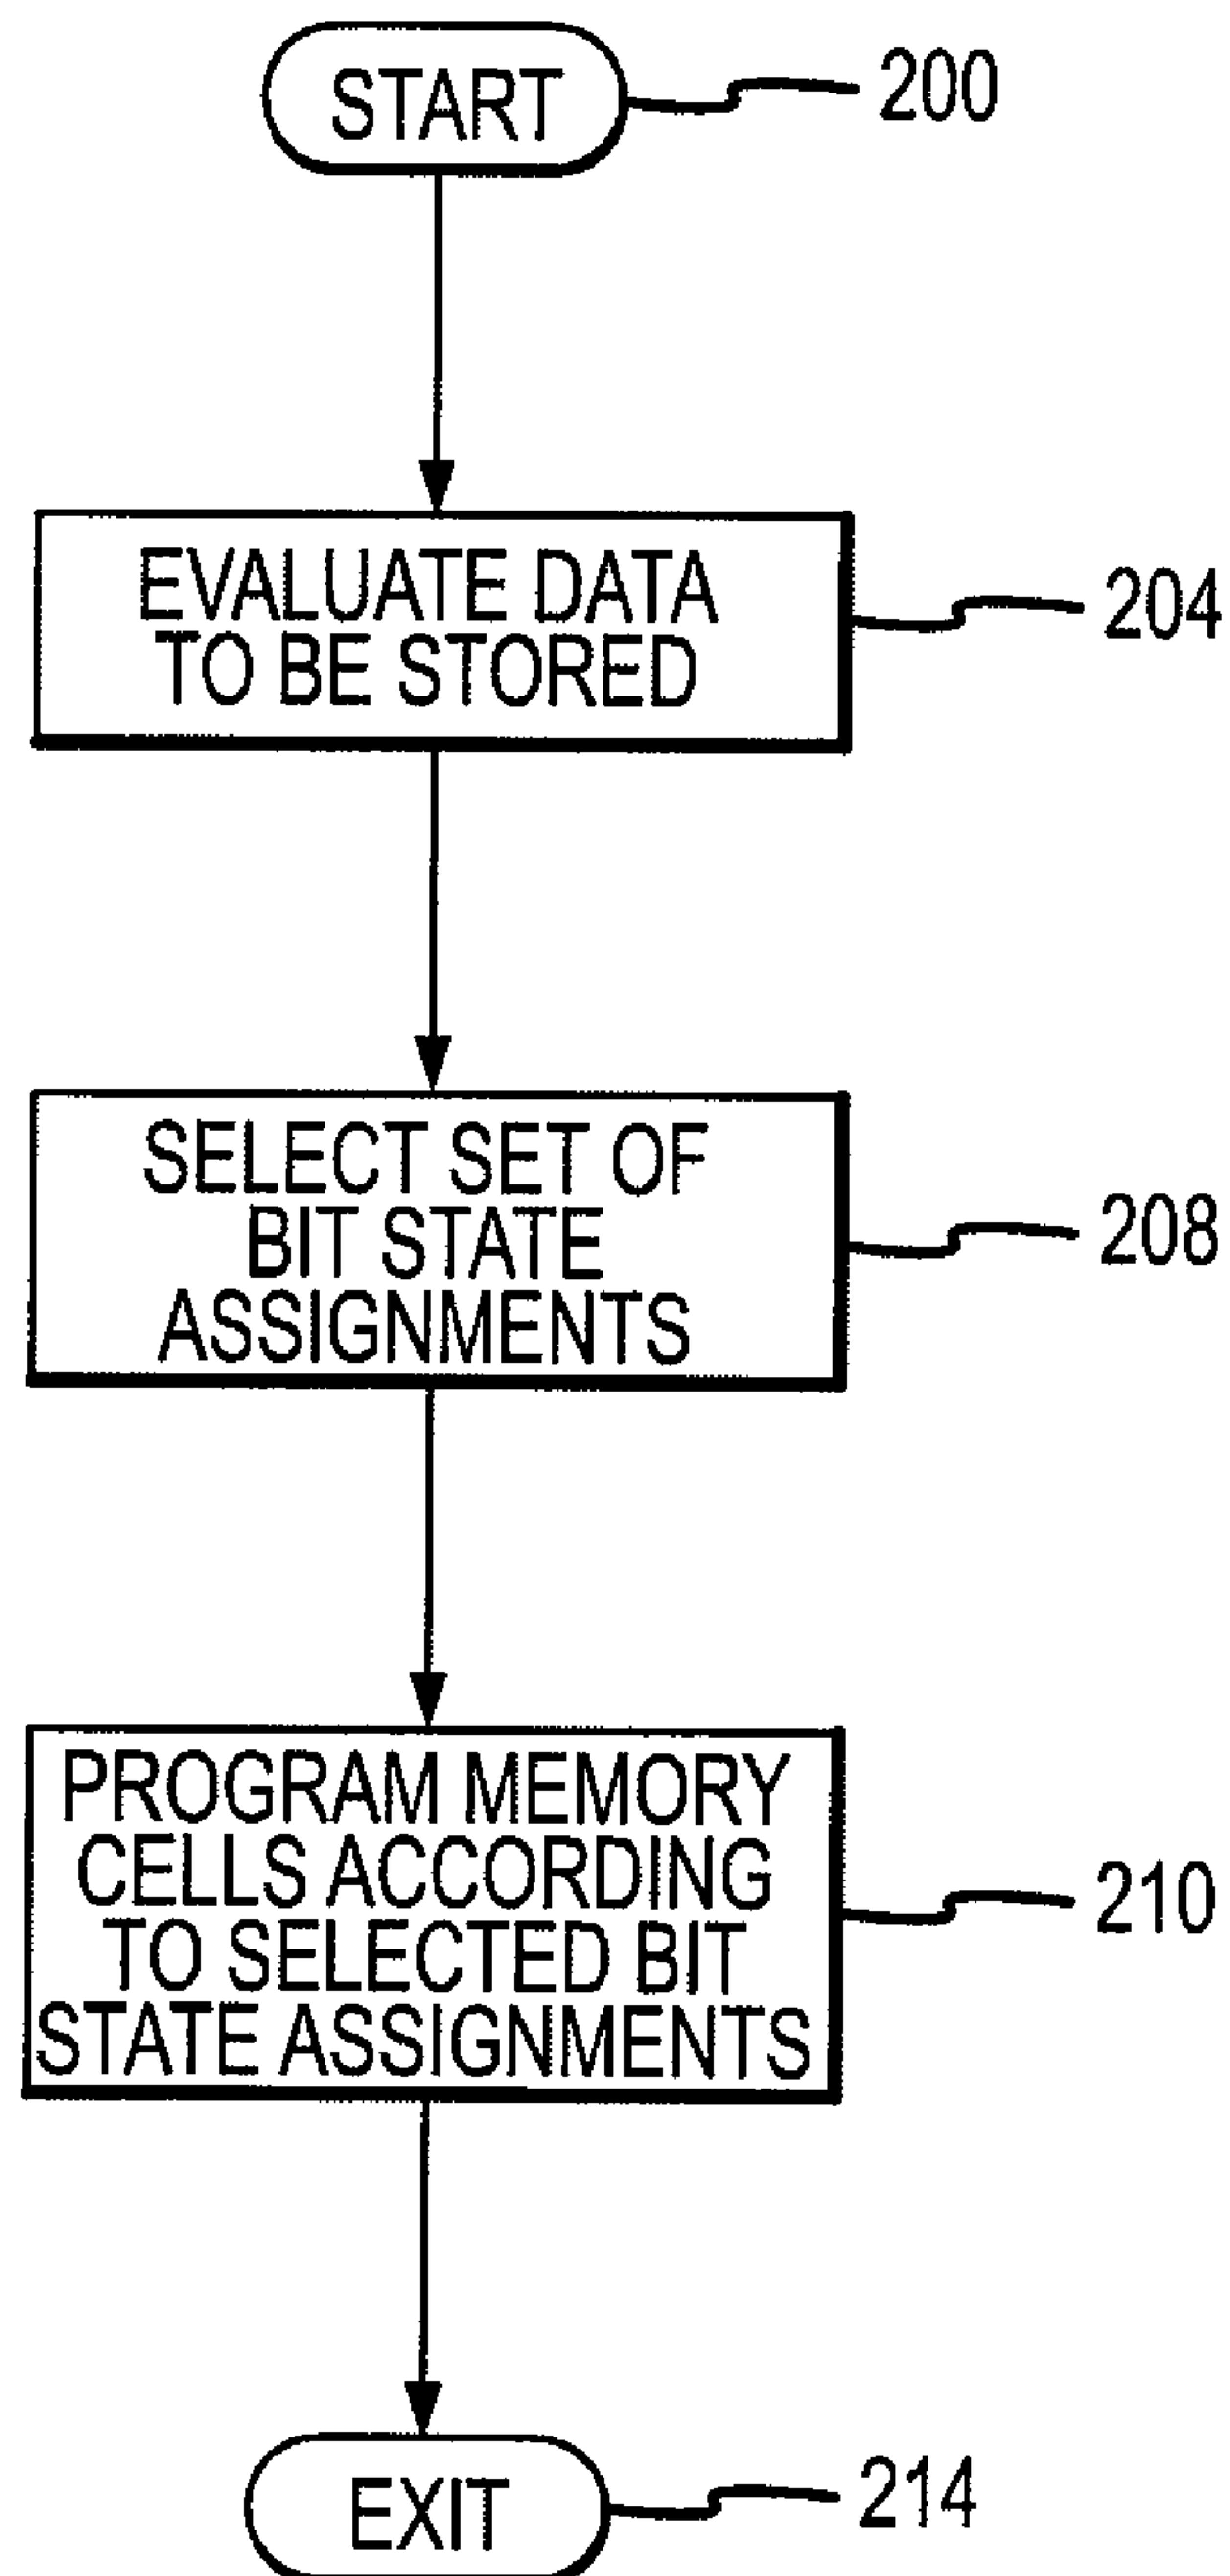 START
200
EVALUATE DATA
TO BE STORED
204
SELECT SET OF
BIT STATE
ASSIGNMENTS
208
PROGRAM MEMORY
CELLS ACCORDING
TO SELECTED BIT
STATE ASSIGNMENTS
210
EXIT
214